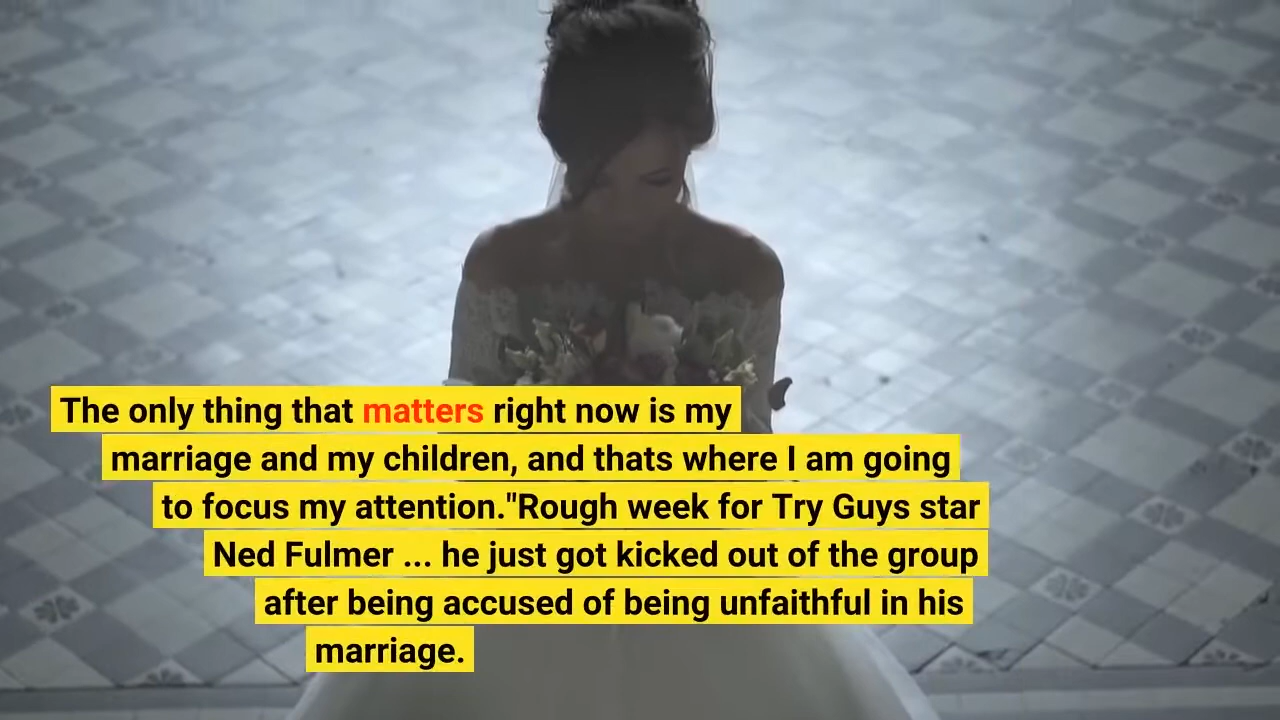 The only thing that matters right now is my
marriage and my children, and thats where I am going
to focus my attention."Rough week for Try Guys star
Ned Fulmer ... he just got kicked out of the group
after being accused of being unfaithful in his
marriage.